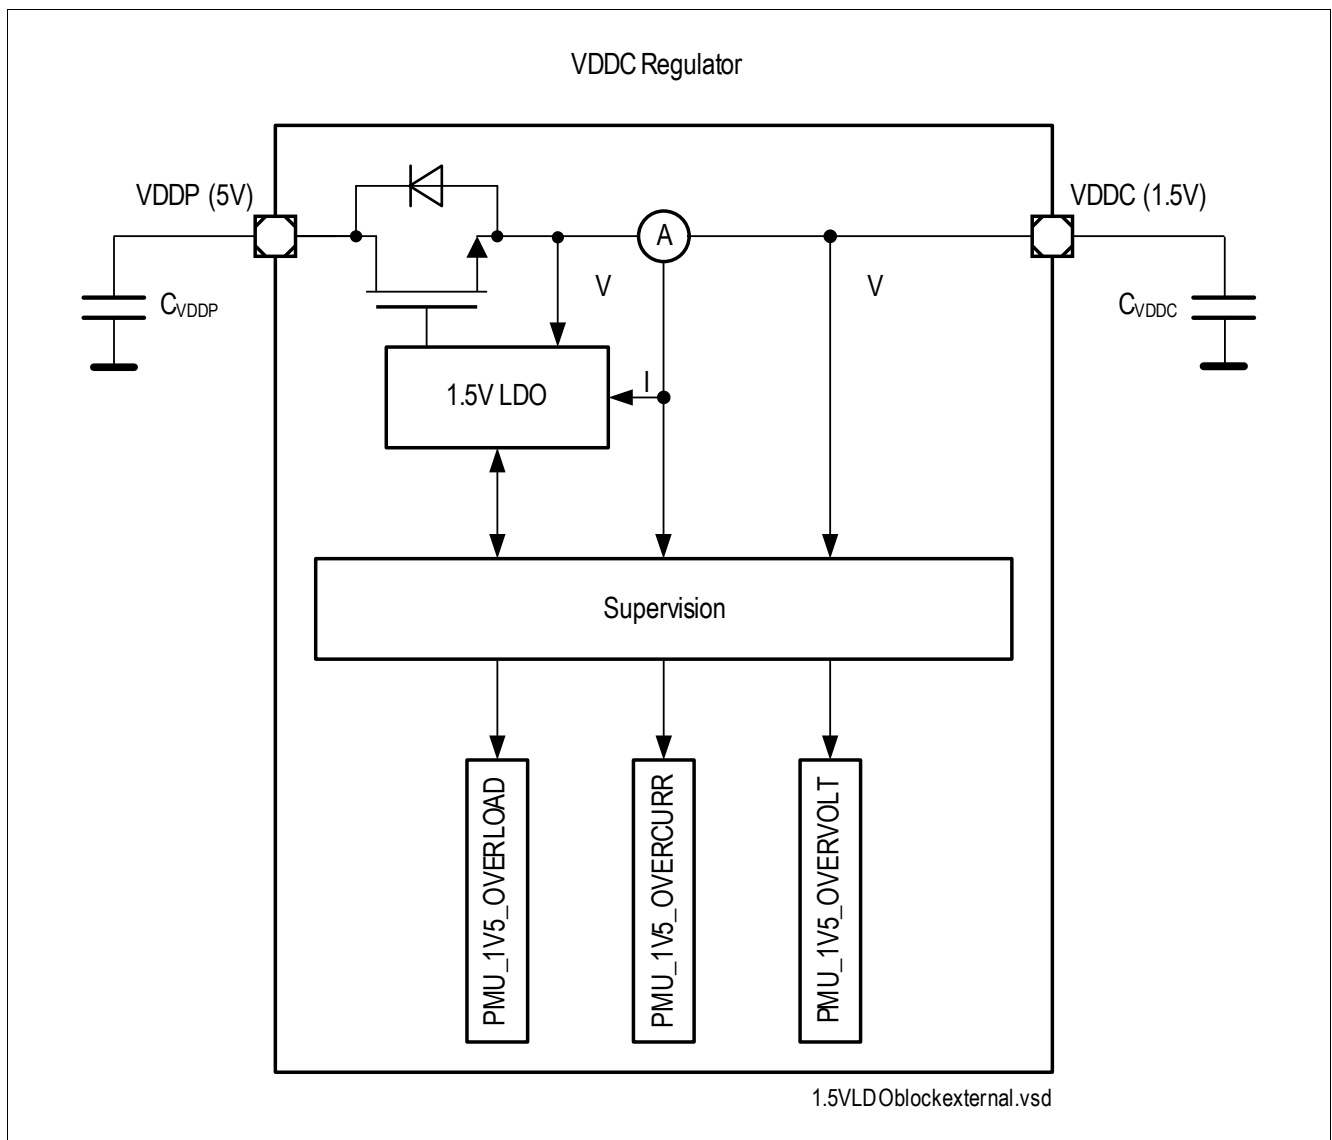 VDDC Regulator
VDDP (5V)
VDDC (1.5V)
A
V
V
CVDDP
CVDDC
I
1.5V LDO
Supervision
PMU_1V5_OVERLOAD
PMU_1V5_OVERCURR
PMU_1V5_OVERVOLT
1.5VLDOblockexternal.vsd